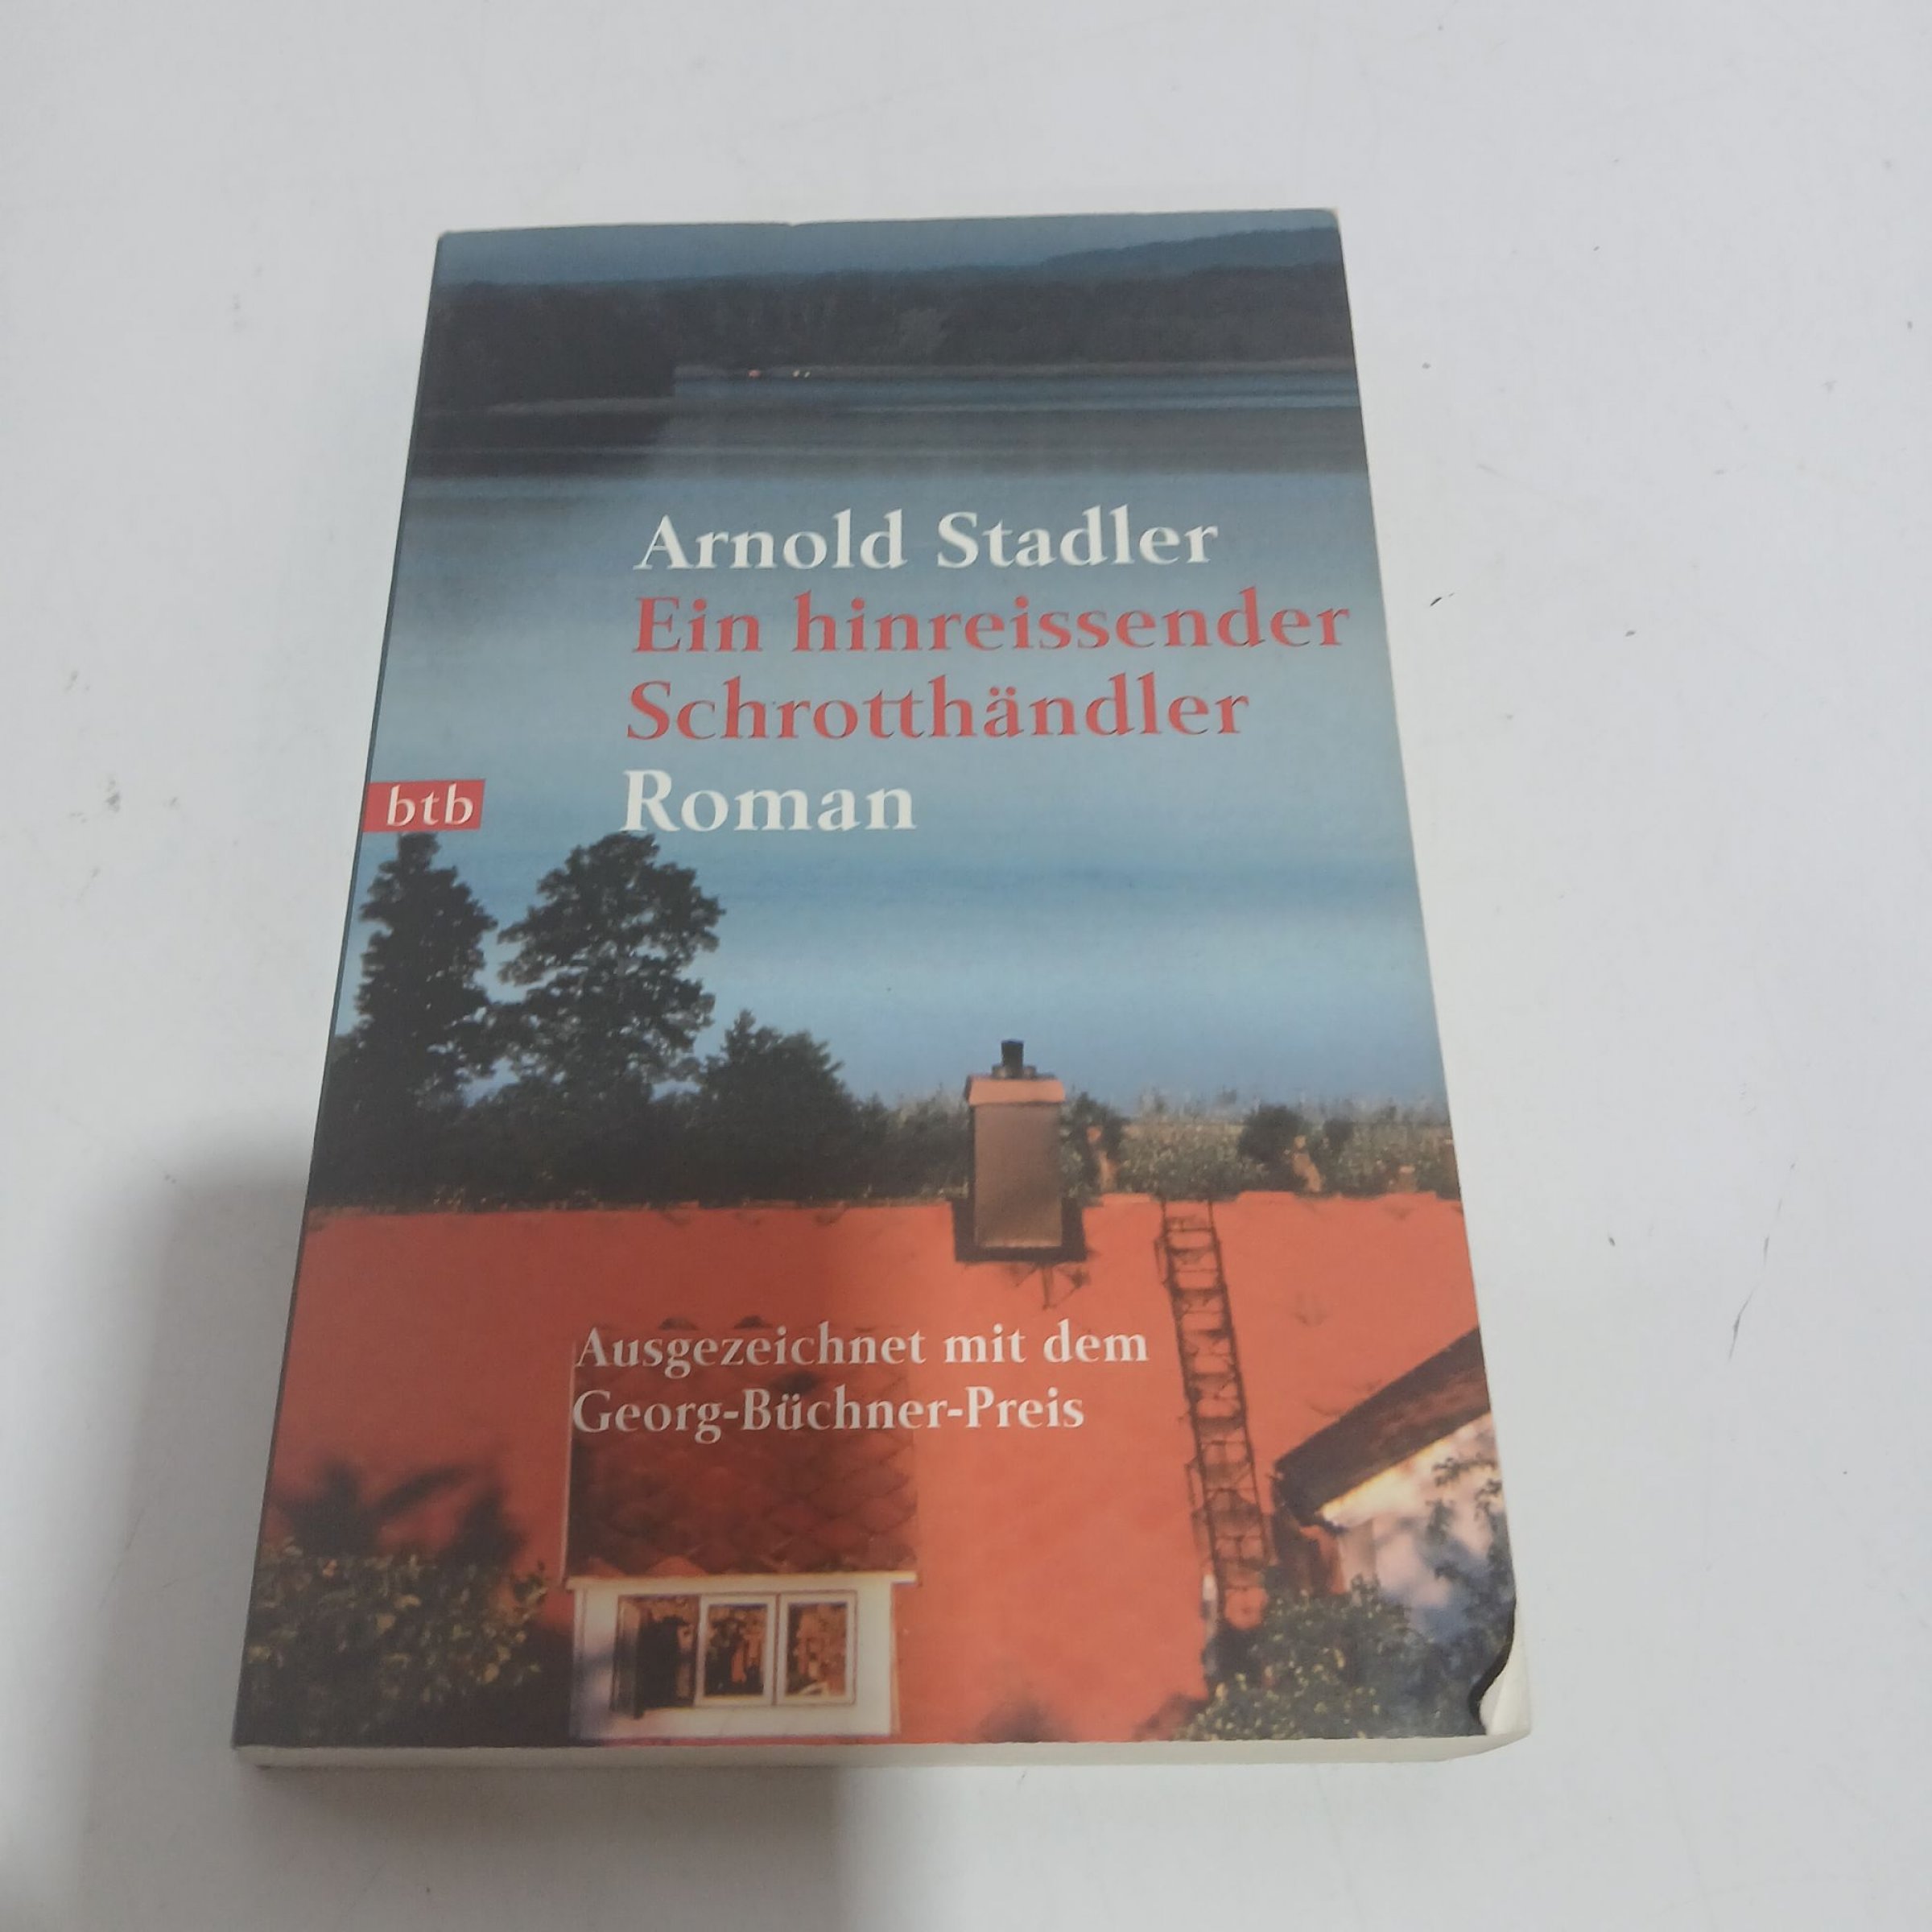 Arnold Stadler
Ein hinreissender
Schrotthändler
Roman
btb
Ausgezeichnet mit dem
Georg-Büchner-Preis